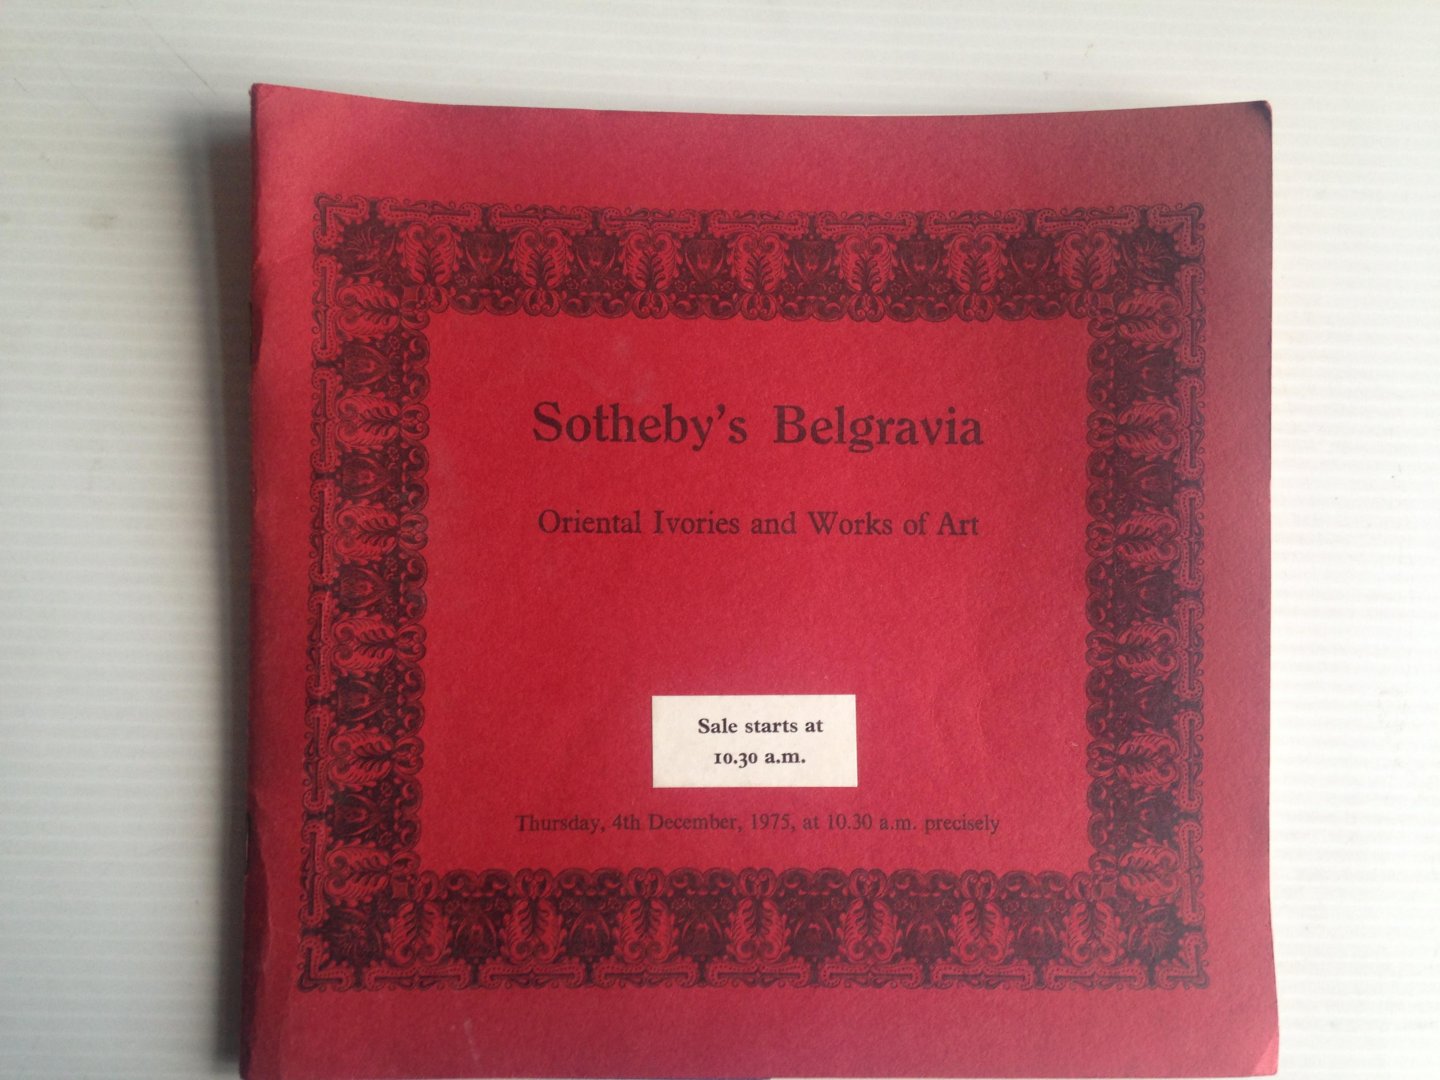 Sotheby's Belgravia
Oriental Ivories and Works of Art
Sale starts at
10.30 a.m.
Thursday, 4th December, 1975, at 10.30 a.m. precisely